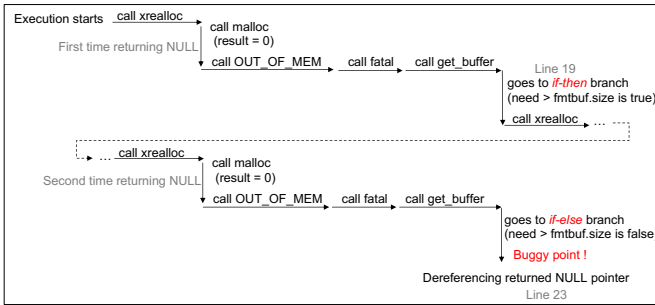 Execution starts call xrealloc
call malloc
(result = 0)
First time returning NULL
call OUT_OF_MEM call fatal call get_buffer
Line 19
goes to if-then branch
(need > fmtbuf.size is true)
call xrealloc ...
... call xrealloc
call malloc
(result = 0)
Second time returning NULL
call OUT_OF_MEM call fatal call get_buffer
goes to if-else branch
(need > fmtbuf.size is false
Buggy point !
Dereferencing returned NULL pointer
Line 23